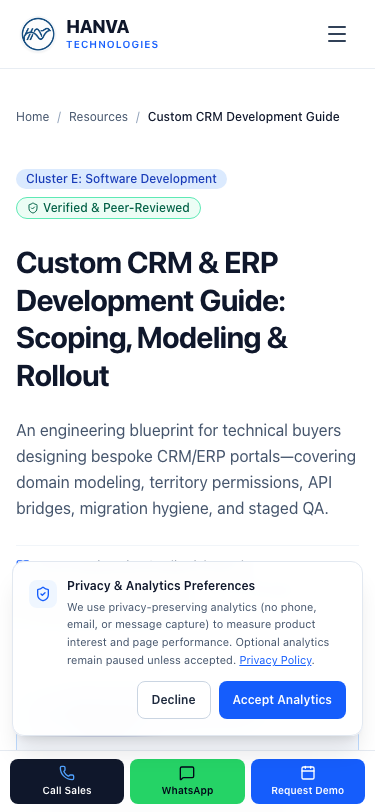 HANVA
TECHNOLOGIES
Home / Resources / Custom CRM Development Guide
Cluster E: Software Development
Verified & Peer-Reviewed
Custom CRM & ERP
Development Guide:
Scoping, Modeling &
Rollout
An engineering blueprint for technical buyers
designing bespoke CRM/ERP portals—covering
domain modeling, territory permissions, API
bridges, migration hygiene, and staged QA.
Privacy & Analytics Preferences
We use privacy-preserving analytics (no phone,
email, or message capture) to measure product
interest and page performance. Optional analytics
remain paused unless accepted. Privacy Policy.
Decline
Accept Analytics
Call Sales
WhatsApp
Request Demo